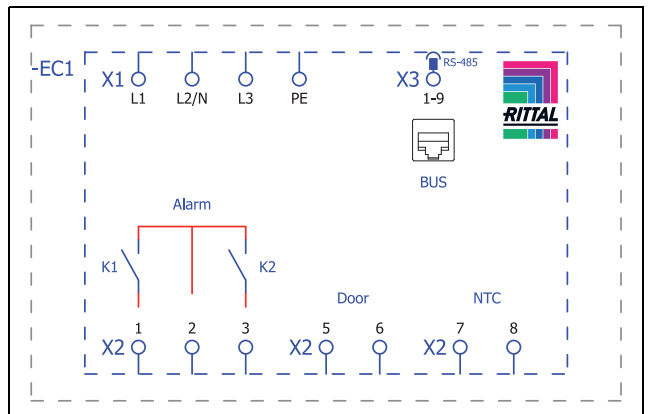 -EC1
X1
L1
L2/N
L3
PE
X3
RS-485
1-9
RITTAL
BUS
Alarm
K1
K2
Door
NTC
X2
1
2
3
X2
5
6
X2
7
8